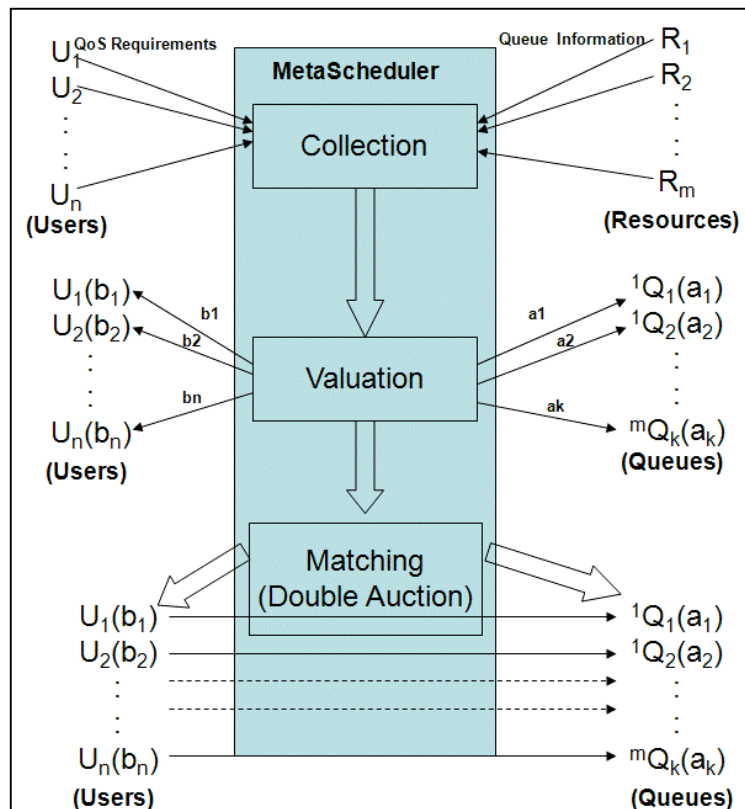 U₁ QoS Requirements
Queue Information R₁
MetaScheduler
U₂
R₂
Collection
Uₙ
Rₘ
(Users)
(Resources)
U₁(b₁)
b1
a1
¹Q₁(a₁)
U₂(b₂)
b2
a2
¹Q₂(a₂)
Valuation
bn
ak
Uₙ(bₙ)
ᵐQₖ(aₖ)
(Users)
(Queues)
Matching
(Double Auction)
U₁(b₁)
¹Q₁(a₁)
U₂(b₂)
¹Q₂(a₂)
Uₙ(bₙ)
ᵐQₖ(aₖ)
(Users)
(Queues)